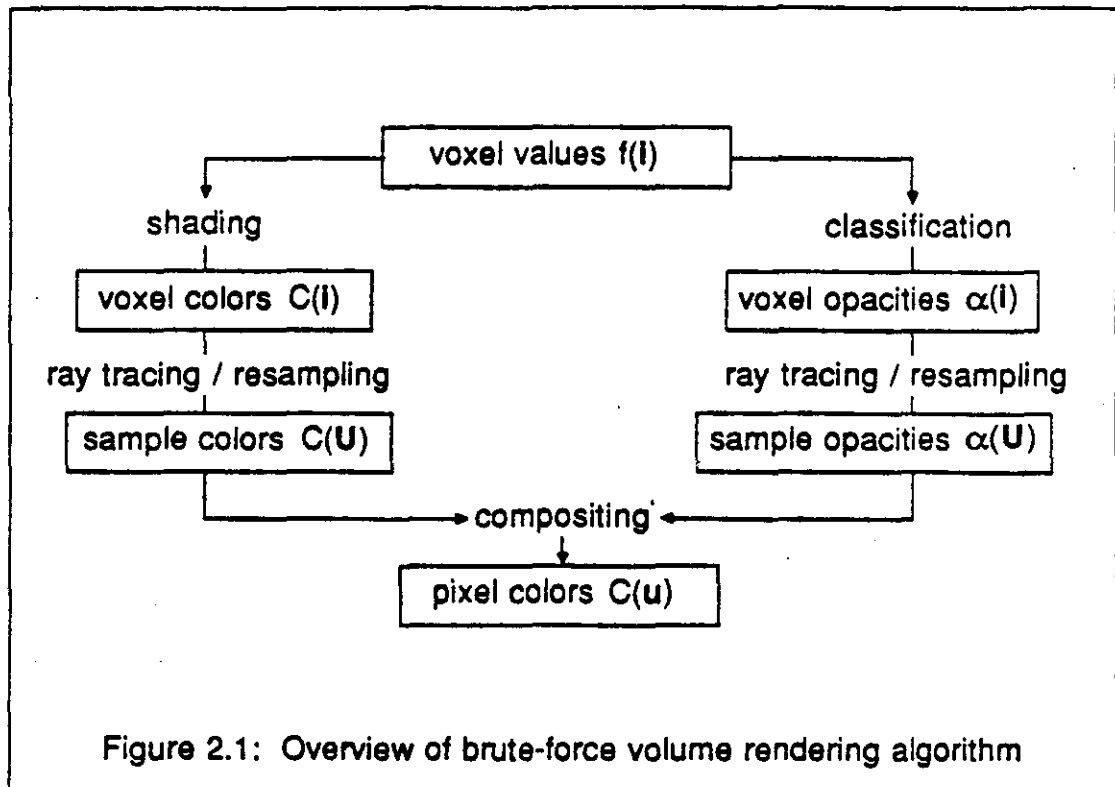 voxel values f(i)
shading
classification
voxel colors C(i)
voxel opacities α(i)
ray tracing / resampling
ray tracing / resampling
sample colors C(U)
sample opacities α(U)
compositing
pixel colors C(u)
Figure 2.1: Overview of brute-force volume rendering algorithm